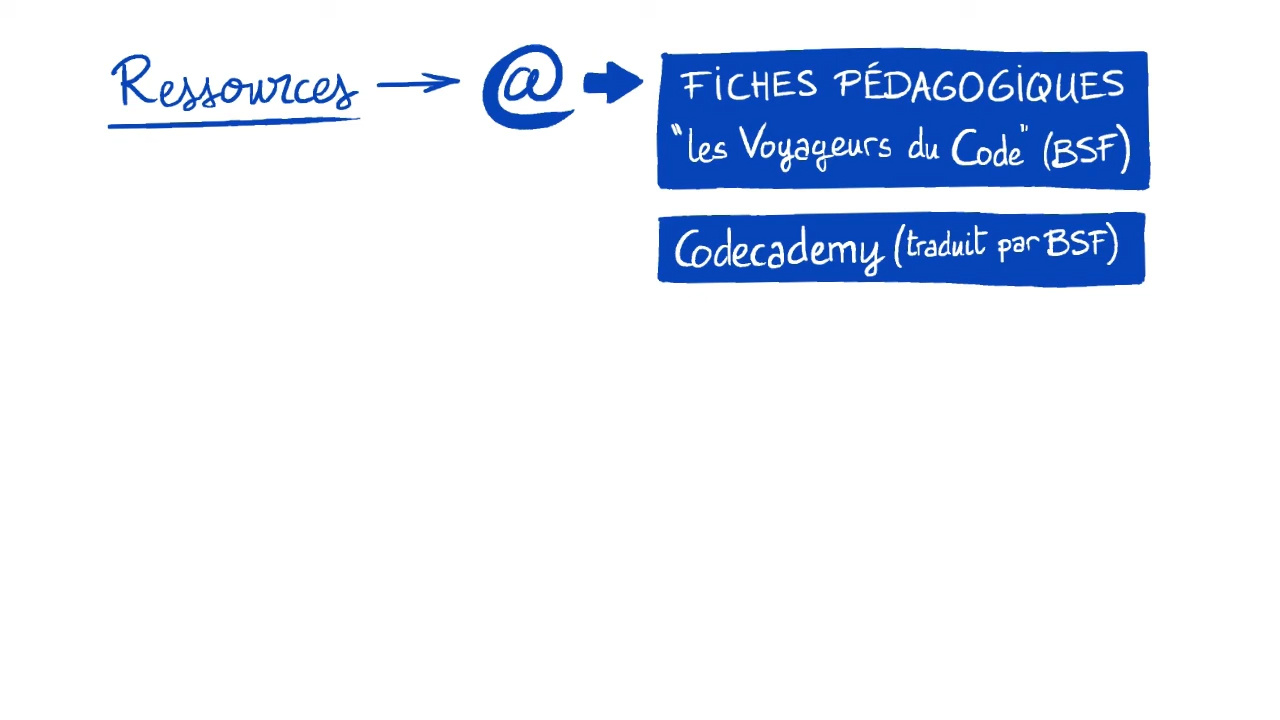 Ressources → @ → FICHES PÉDAGOGIQUES
"les Voyageurs du Code" (BSF)
Codecademy (traduit par BSF)